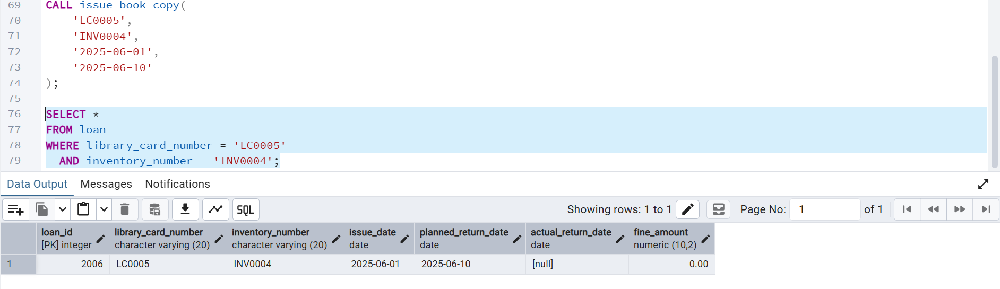 69 CALL issue_book_copy(
70 'LC0005',
71 'INV0004',
72 '2025-06-01',
73 '2025-06-10'
74 );
75
76 SELECT *
77 FROM loan
78 WHERE library_card_number = 'LC0005'
79 AND inventory_number = 'INV0004';
Data Output Messages Notifications
SQL Showing rows: 1 to 1 Page No: 1 of 1
loan_id library_card_number inventory_number issue_date planned_return_date actual_return_date fine_amount
[PK] integer character varying (20) character varying (20) date date date numeric (10,2)
1 2006 LC0005 INV0004 2025-06-01 2025-06-10 [null] 0.00